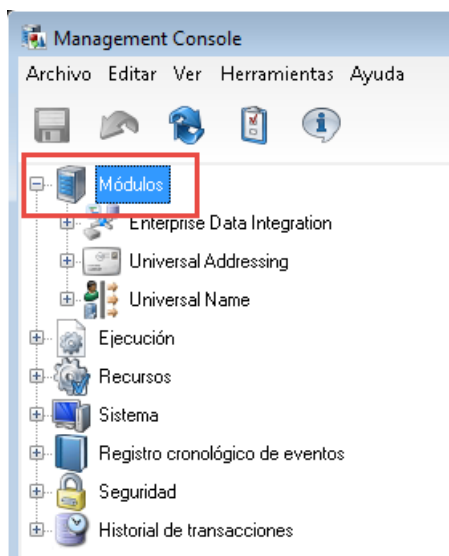 Management Console
Archivo Editar Ver Herramientas Ayuda
Módulos
Enterprise Data Integration
Universal Addressing
Universal Name
Ejecución
Recursos
Sistema
Registro cronológico de eventos
Seguridad
Historial de transacciones